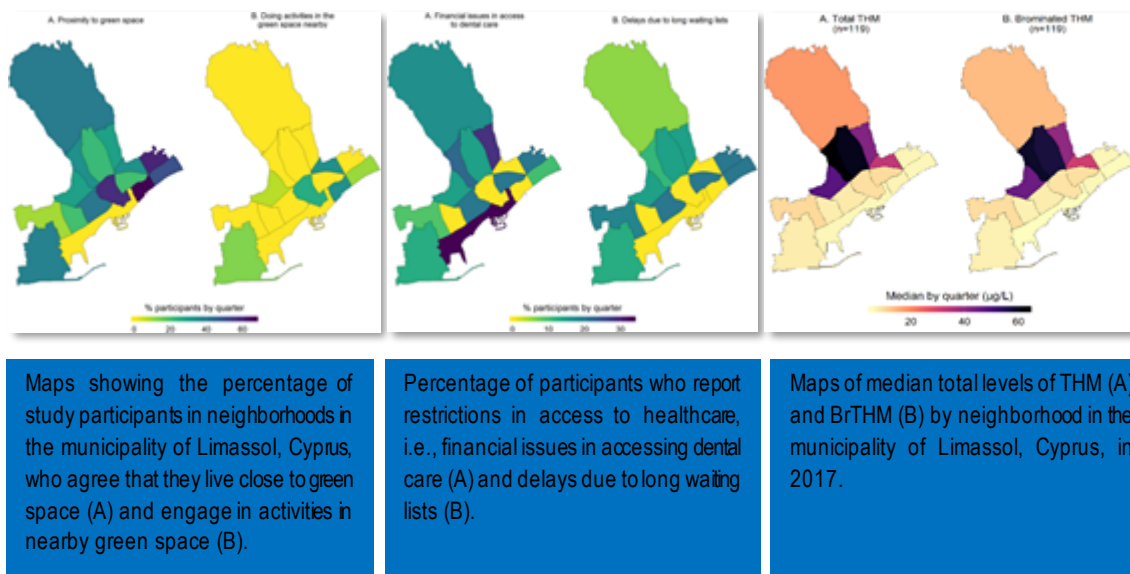 A. Proximity to green space
B. Doing activities in the
green space nearby
% participants by quarter
0 20 40 60
A. Financial issues in access
to dental care
B. Delays due to long waiting
lists
% participants by quarter
0 10 20 30
A. Total THM
(n=119)
B. Brominated THM
(n=119)
Median by quarter (µg/L)
20 40 60
Maps showing the percentage of
study participants in neighborhoods in
the municipality of Limassol, Cyprus,
who agree that they live close to green
space (A) and engage in activities in
nearby green space (B).
Percentage of participants who report
restrictions in access to healthcare,
i.e., financial issues in accessing dental
care (A) and delays due to long waiting
lists (B).
Maps of median total levels of THM (A)
and BrTHM (B) by neighborhood in the
municipality of Limassol, Cyprus, in
2017.